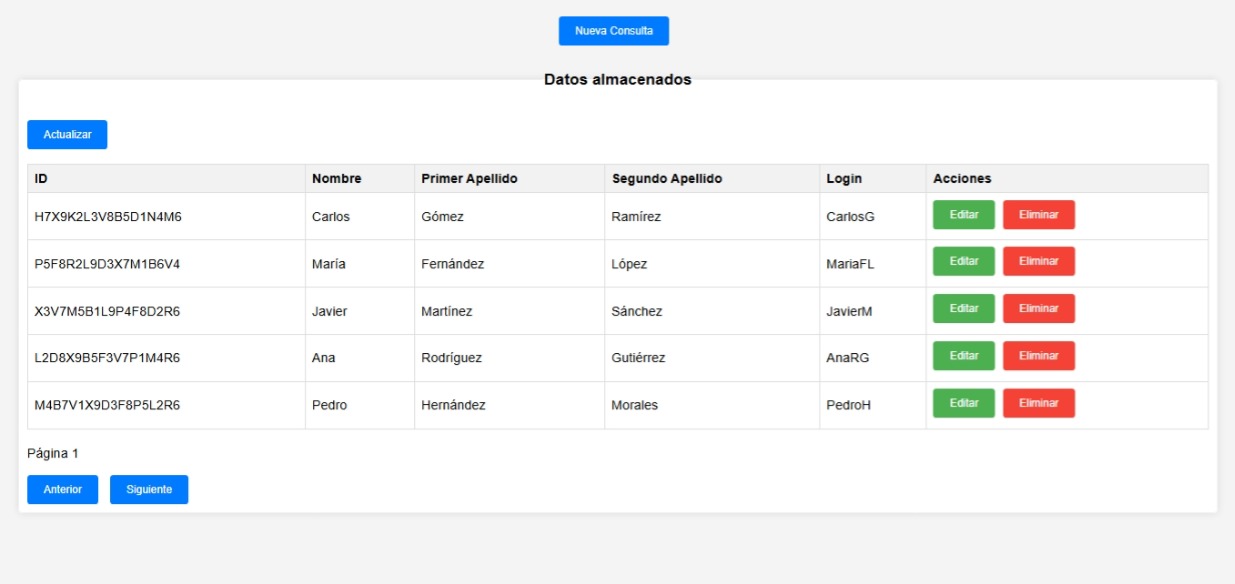 Nueva Consulta
Datos almacenados
Actualizar
ID Nombre Primer Apellido Segundo Apellido Login Acciones
H7X9K2L3V8B5D1N4M6 Carlos Gómez Ramírez CarlosG Editar Eliminar
P5F8R2L9D3X7M1B6V4 María Fernández López MariaFL Editar Eliminar
X3V7M5B1L9P4F8D2R6 Javier Martínez Sánchez JavierM Editar Eliminar
L2D8X9B5F3V7P1M4R6 Ana Rodríguez Gutiérrez AnaRG Editar Eliminar
M4B7V1X9D3F8P5L2R6 Pedro Hernández Morales PedroH Editar Eliminar
Página 1
Anterior Siguiente